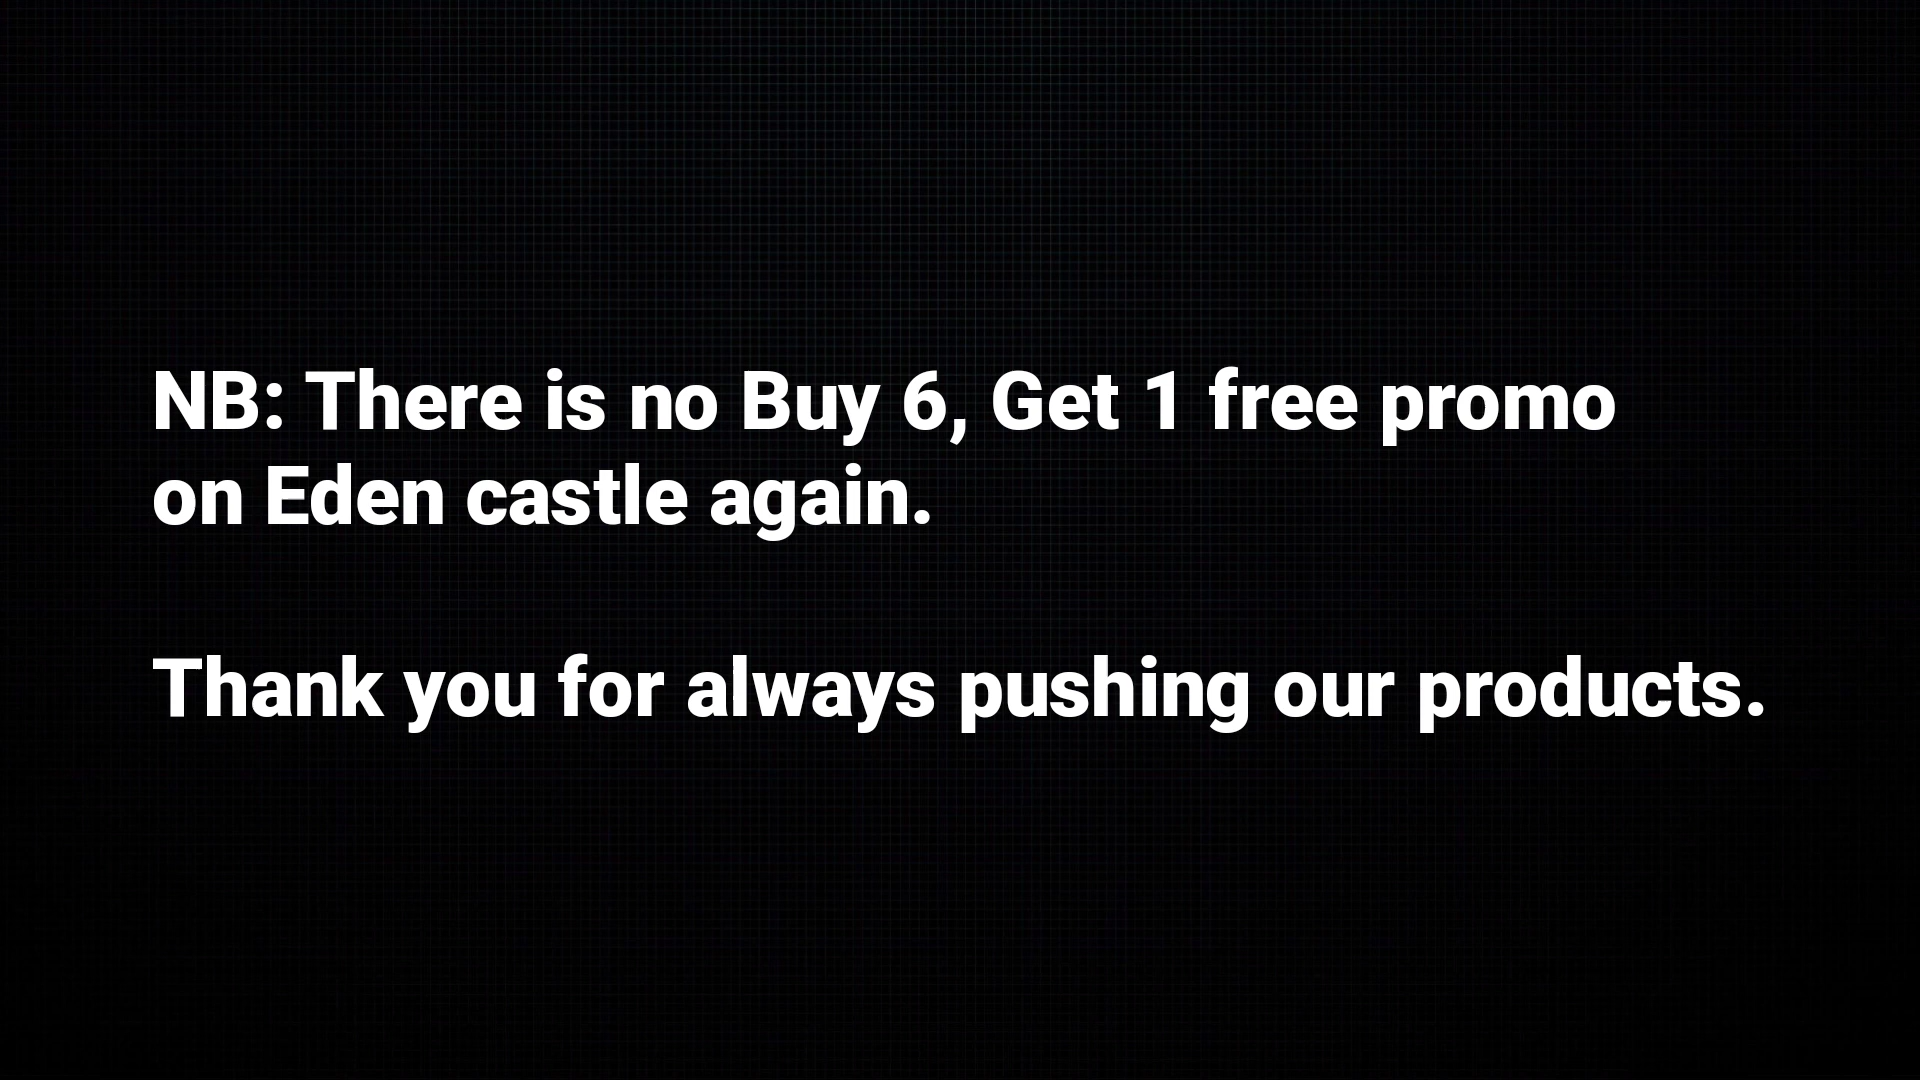 NB: There is no Buy 6, Get 1 free promo
on Eden castle again.
Thank you for always pushing our products.